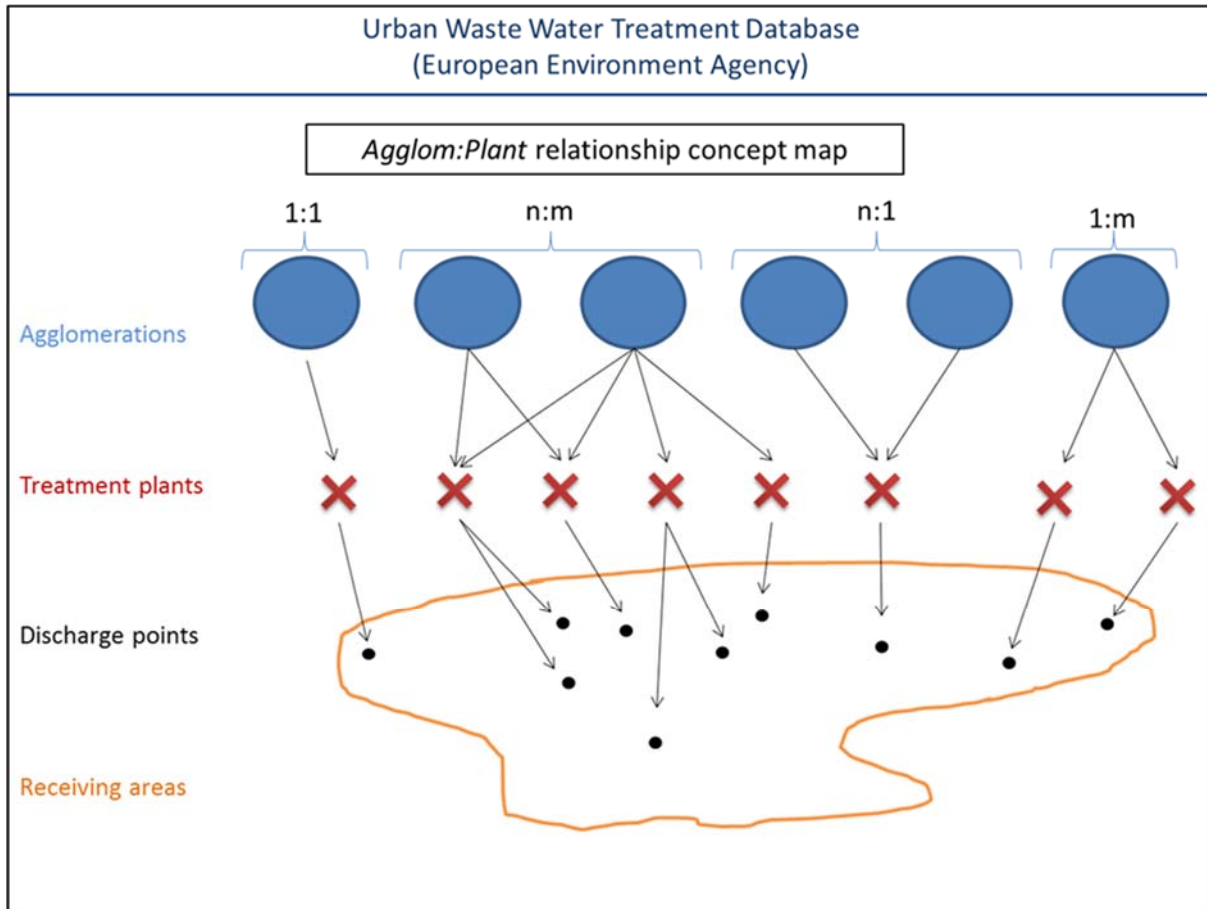 Urban Waste Water Treatment Database
(European Environment Agency)
Agglom:Plant relationship concept map
1:1
n:m
n:1
1:m
Agglomerations
Treatment plants
Discharge points
Receiving areas